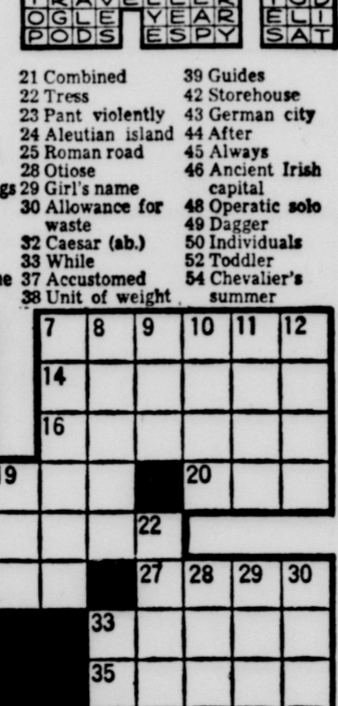 OGLE YEAR ELI
PODS ESPY SAT
21 Combined
22 Tress
23 Pant violently
24 Aleutian island
25 Roman road
28 Otiose
29 Girl's name
30 Allowance for
waste
32 Caesar (ab.)
33 While
37 Accustomed
38 Unit of weight
39 Guides
42 Storehouse
43 German city
44 After
45 Always
46 Ancient Irish
capital
48 Operatic solo
49 Dagger
50 Individuals
52 Toddler
54 Chevalier's
summer
7 8 9 10 11 12
14
16
9 20
22
27 28 29 30
33
35